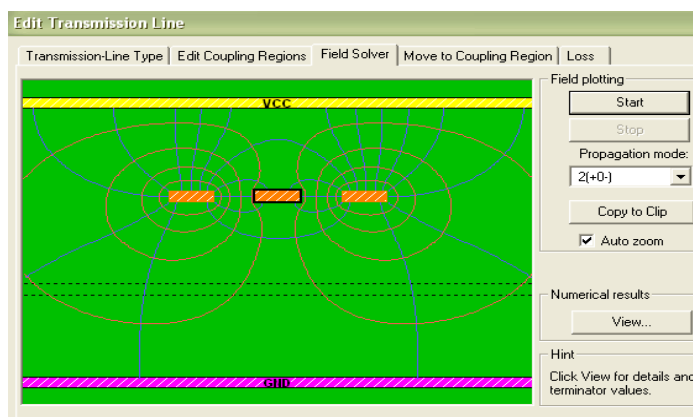 Edit Transmission Line
Transmission-Line Type Edit Coupling Regions Field Solver Move to Coupling Region Loss
VCC
GND
Field plotting
Start
Stop
Propagation mode:
2(+0-)
Copy to Clip
Auto zoom
Numerical results
View...
Hint
Click View for details and
terminator values.